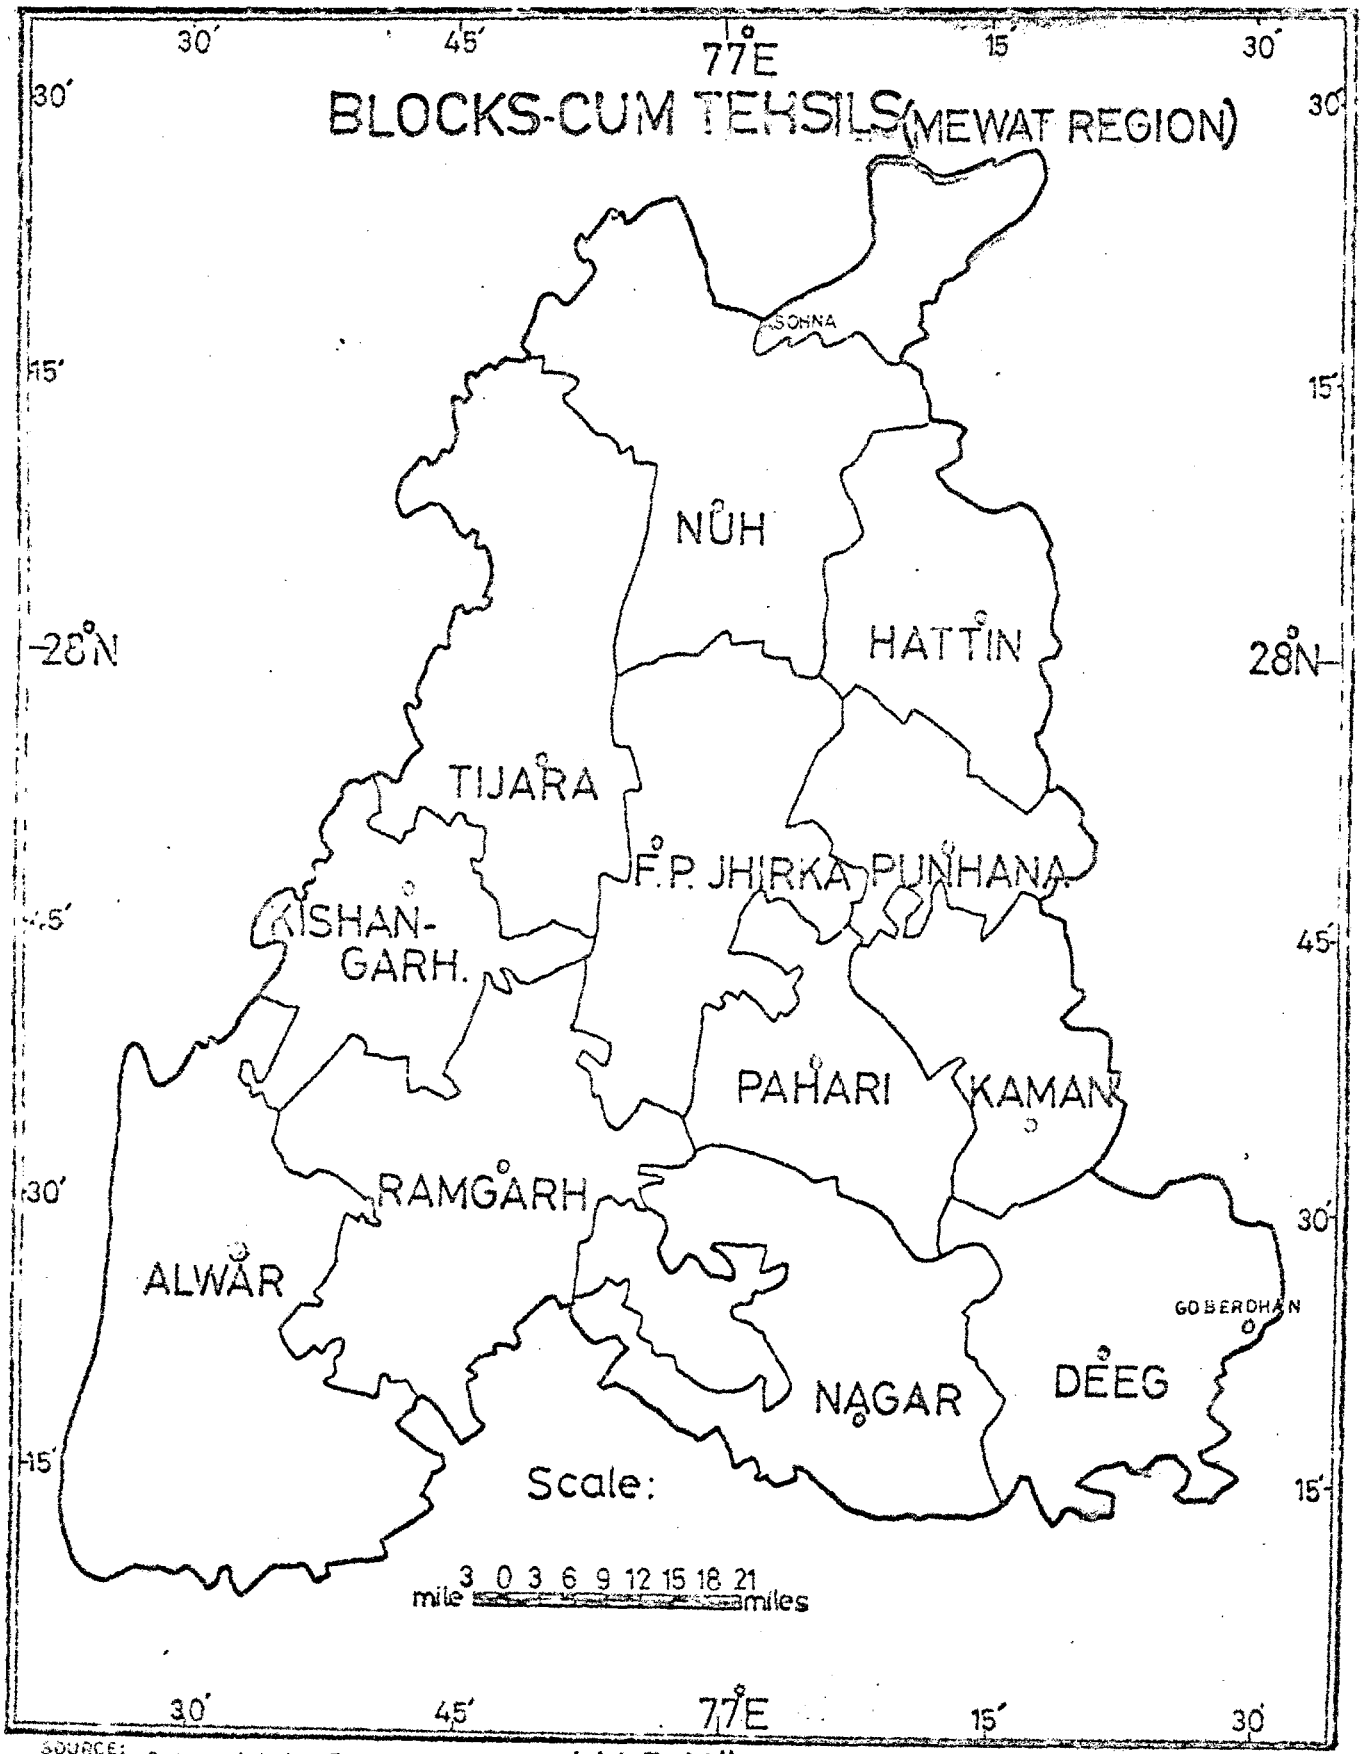 30′ 45′ 77°E 15′ 30′
30′ 30′
BLOCKS-CUM TEHSILS (MEWAT REGION)
SOHNA
15′ 15′
NUH
HATTIN
28°N 28°N
TIJARA
F.P. JHIRKA PUNHANA
KISHAN-
GARH.
45′ 45′
PAHARI KAMAN
RAMGARH
30′ 30′
ALWAR
GOBERDHAN
DEEG
NAGAR
15′ 15′
Scale:
3 0 3 6 9 12 15 18 21
mile miles
30′ 45′ 77°E 15′ 30′
SOURCE: